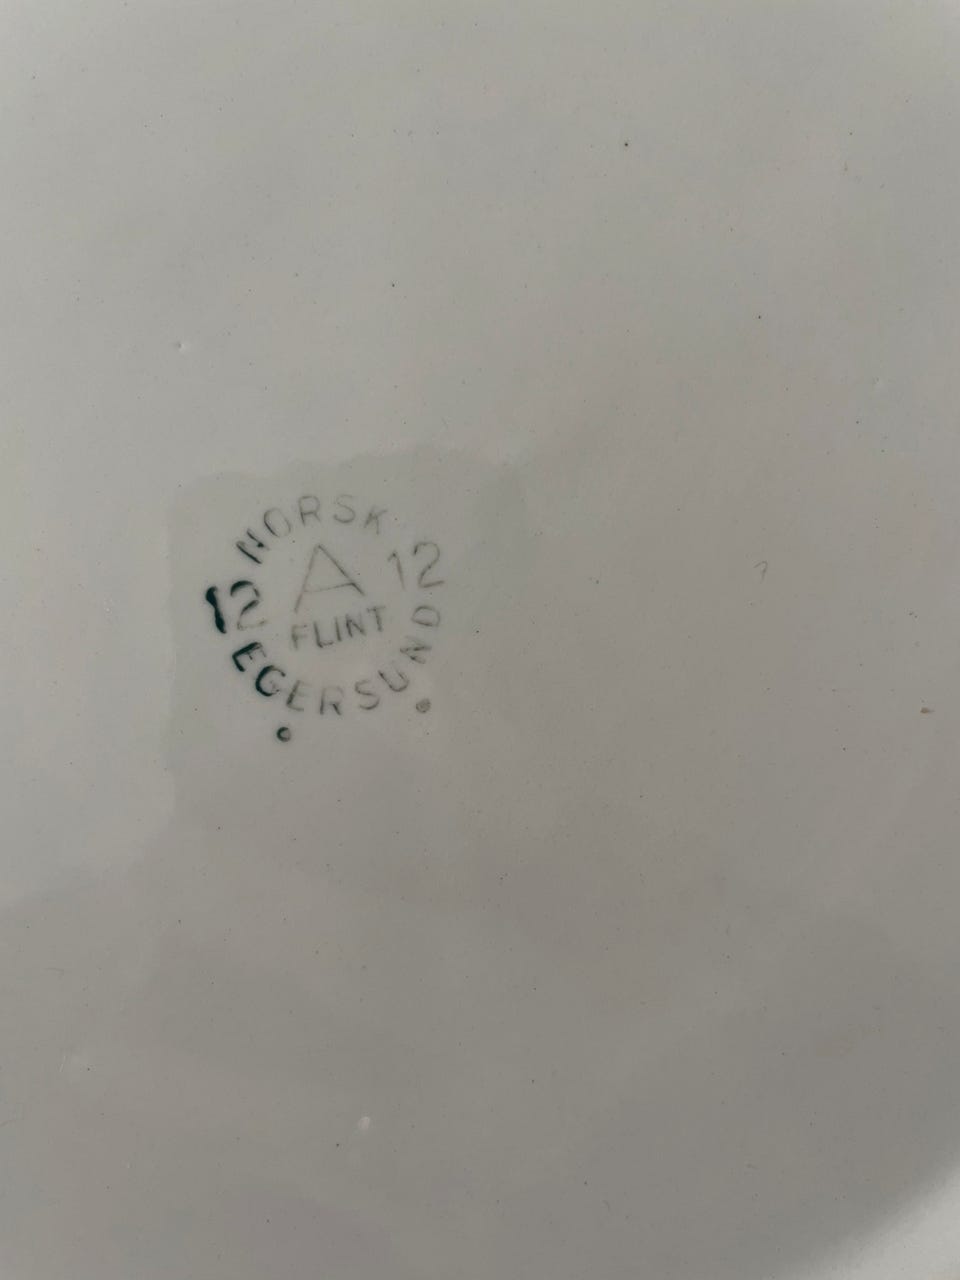 NORSK
12 A 12
FLINT
EGERSUND